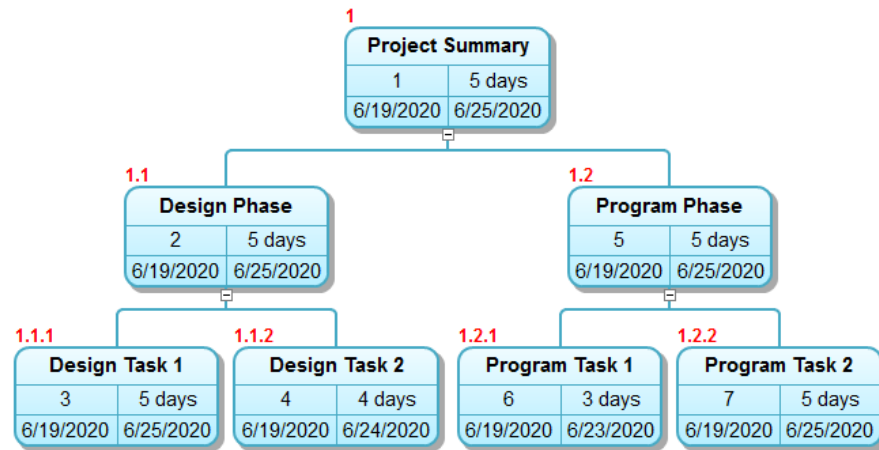 1
Project Summary
1 5 days
6/19/2020 6/25/2020
1.1
Design Phase
2 5 days
6/19/2020 6/25/2020
1.2
Program Phase
5 5 days
6/19/2020 6/25/2020
1.1.1
Design Task 1
3 5 days
6/19/2020 6/25/2020
1.1.2
Design Task 2
4 4 days
6/19/2020 6/24/2020
1.2.1
Program Task 1
6 3 days
6/19/2020 6/23/2020
1.2.2
Program Task 2
7 5 days
6/19/2020 6/25/2020